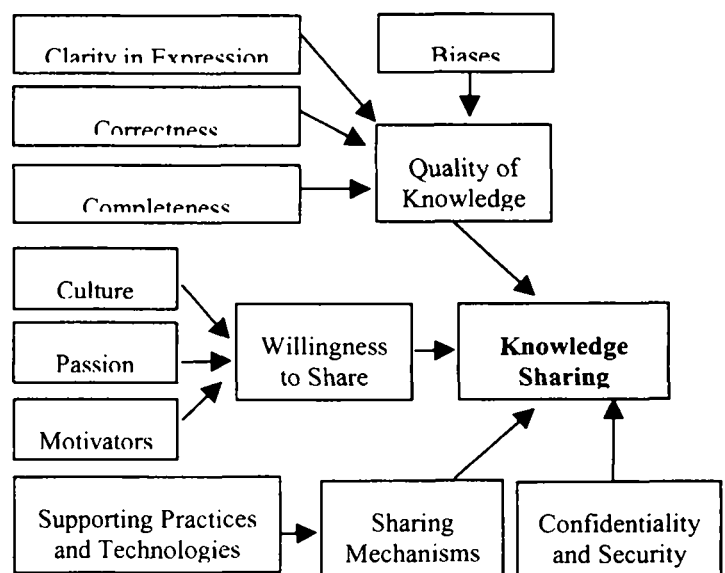 Clarity in Expression
Biases
Correctness
Quality of
Knowledge
Completeness
Culture
Passion
Motivators
Willingness
to Share
Knowledge
Sharing
Supporting Practices
and Technologies
Sharing
Mechanisms
Confidentiality
and Security